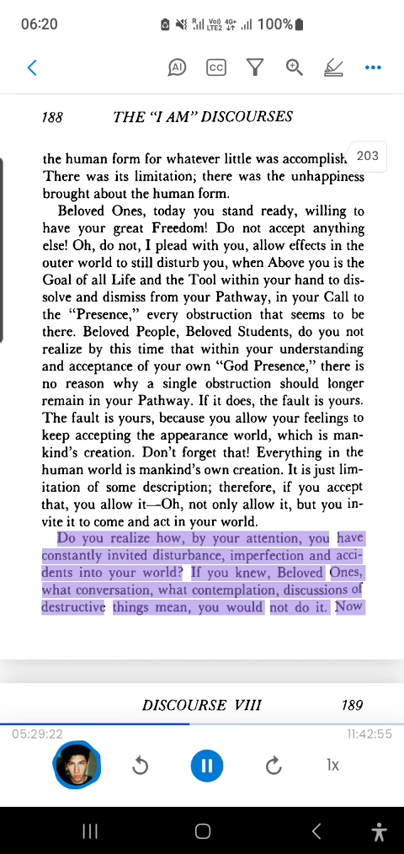 06:20
Vo)) 4G+ LTE2 100%
AI CC
188 THE “I AM” DISCOURSES
203
the human form for whatever little was accomplish
There was its limitation; there was the unhappiness
brought about the human form.
Beloved Ones, today you stand ready, willing to
have your great Freedom! Do not accept anything
else! Oh, do not, I plead with you, allow effects in the
outer world to still disturb you, when Above you is the
Goal of all Life and the Tool within your hand to dis-
solve and dismiss from your Pathway, in your Call to
the “Presence,” every obstruction that seems to be
there. Beloved People, Beloved Students, do you not
realize by this time that within your understanding
and acceptance of your own “God Presence,” there is
no reason why a single obstruction should longer
remain in your Pathway. If it does, the fault is yours.
The fault is yours, because you allow your feelings to
keep accepting the appearance world, which is man-
kind’s creation. Don’t forget that! Everything in the
human world is mankind’s own creation. It is just lim-
itation of some description; therefore, if you accept
that, you allow it—Oh, not only allow it, but you in-
vite it to come and act in your world.
Do you realize how, by your attention, you have
constantly invited disturbance, imperfection and acci-
dents into your world? If you knew, Beloved Ones,
what conversation, what contemplation, discussions of
destructive things mean, you would not do it. Now
DISCOURSE VIII 189
05:29:22 11:42:55
1x